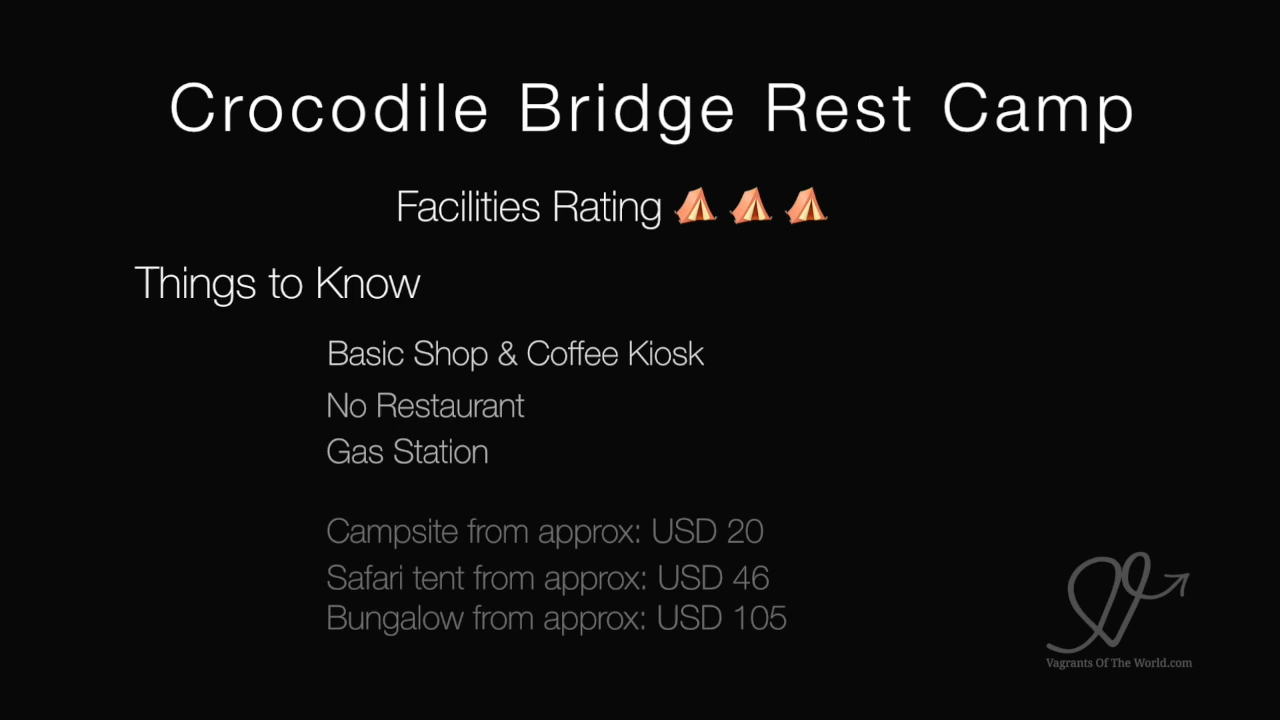 Crocodile Bridge Rest Camp
Facilities Rating
Things to Know
Basic Shop & Coffee Kiosk
No Restaurant
Gas Station
Campsite from approx: USD 20
Safari tent from approx: USD 46
Bungalow from approx: USD 105
Vagrants Of The World.com